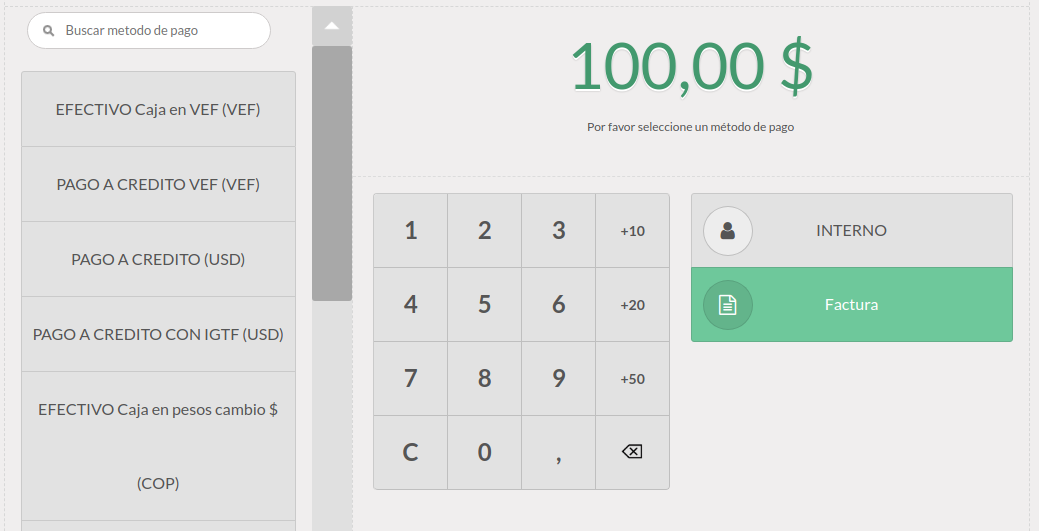 Buscar metodo de pago
EFECTIVO Caja en VEF (VEF)
PAGO A CREDITO VEF (VEF)
PAGO A CREDITO (USD)
PAGO A CREDITO CON IGTF (USD)
EFECTIVO Caja en pesos cambio $
(COP)
100,00 $
Por favor seleccione un método de pago
1 2 3 +10
4 5 6 +20
7 8 9 +50
C 0 ,
INTERNO
Factura